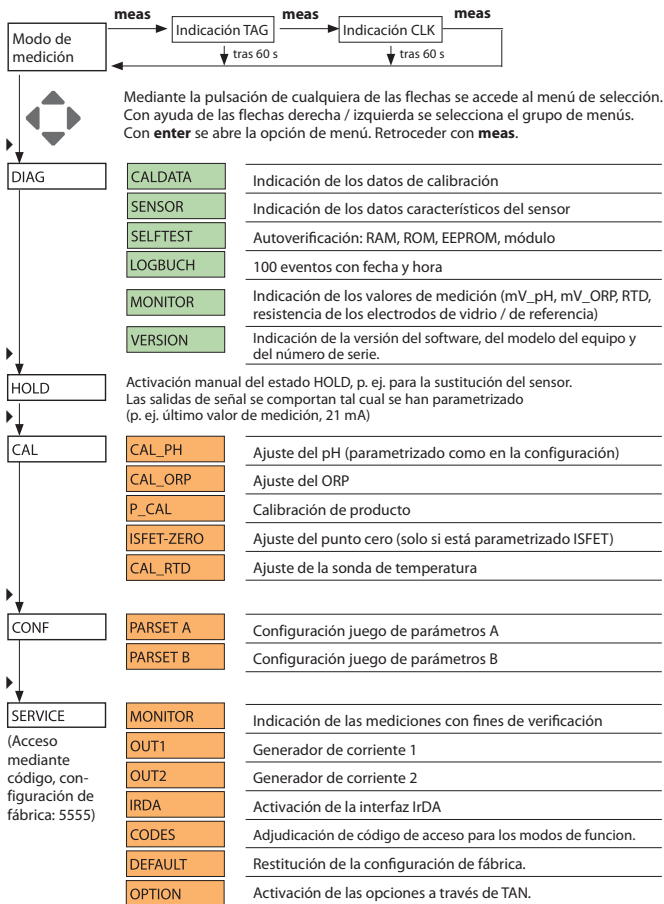 meas
meas
meas
Modo de
medición
Indicación TAG
Indicación CLK
tras 60 s
tras 60 s
Mediante la pulsación de cualquiera de las flechas se accede al menú de selección.
Con ayuda de las flechas derecha / izquierda se selecciona el grupo de menús.
Con enter se abre la opción de menú. Retroceder con meas.
DIAG
CALDATA
Indicación de los datos de calibración
SENSOR
Indicación de los datos característicos del sensor
SELFTEST
Autoverificación: RAM, ROM, EEPROM, módulo
LOGBUCH
100 eventos con fecha y hora
MONITOR
Indicación de los valores de medición (mV_pH, mV_ORP, RTD,
resistencia de los electrodos de vidrio / de referencia)
VERSION
Indicación de la versión del software, del modelo del equipo y
del número de serie.
HOLD
Activación manual del estado HOLD, p. ej. para la sustitución del sensor.
Las salidas de señal se comportan tal cual se han parametrizado
(p. ej. último valor de medición, 21 mA)
CAL
CAL_PH
Ajuste del pH (parametrizado como en la configuración)
CAL_ORP
Ajuste del ORP
P_CAL
Calibración de producto
ISFET-ZERO
Ajuste del punto cero (solo si está parametrizado ISFET)
CAL_RTD
Ajuste de la sonda de temperatura
CONF
PARSET A
Configuración juego de parámetros A
PARSET B
Configuración juego de parámetros B
SERVICE
(Acceso
mediante
código, con-
figuración de
fábrica: 5555)
MONITOR
Indicación de las mediciones con fines de verificación
OUT1
Generador de corriente 1
OUT2
Generador de corriente 2
IRDA
Activación de la interfaz IrDA
CODES
Adjudicación de código de acceso para los modos de funcion.
DEFAULT
Restitución de la configuración de fábrica.
OPTION
Activación de las opciones a través de TAN.